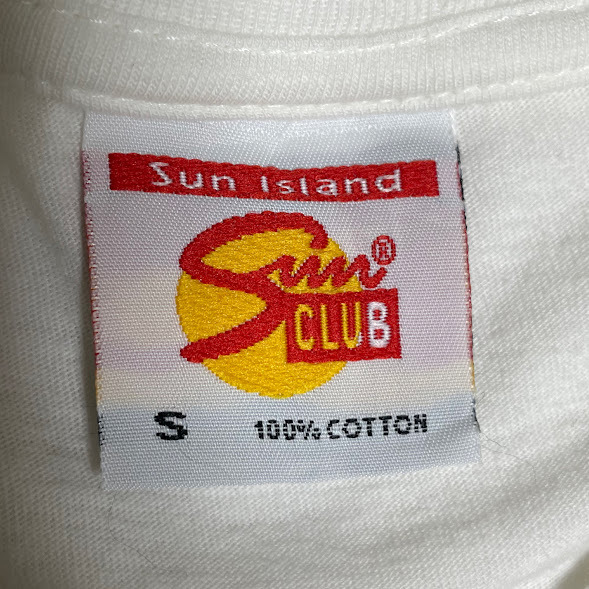 Sun Island
Sun ®
CLUB
S 100% COTTON